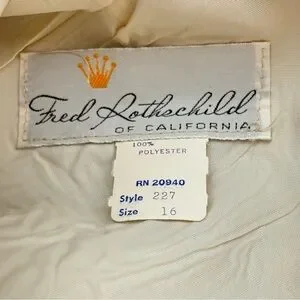 Fred Rothschild
OF CALIFORNIA
100%
POLYESTER
RN 20940
Style 227
Size 16